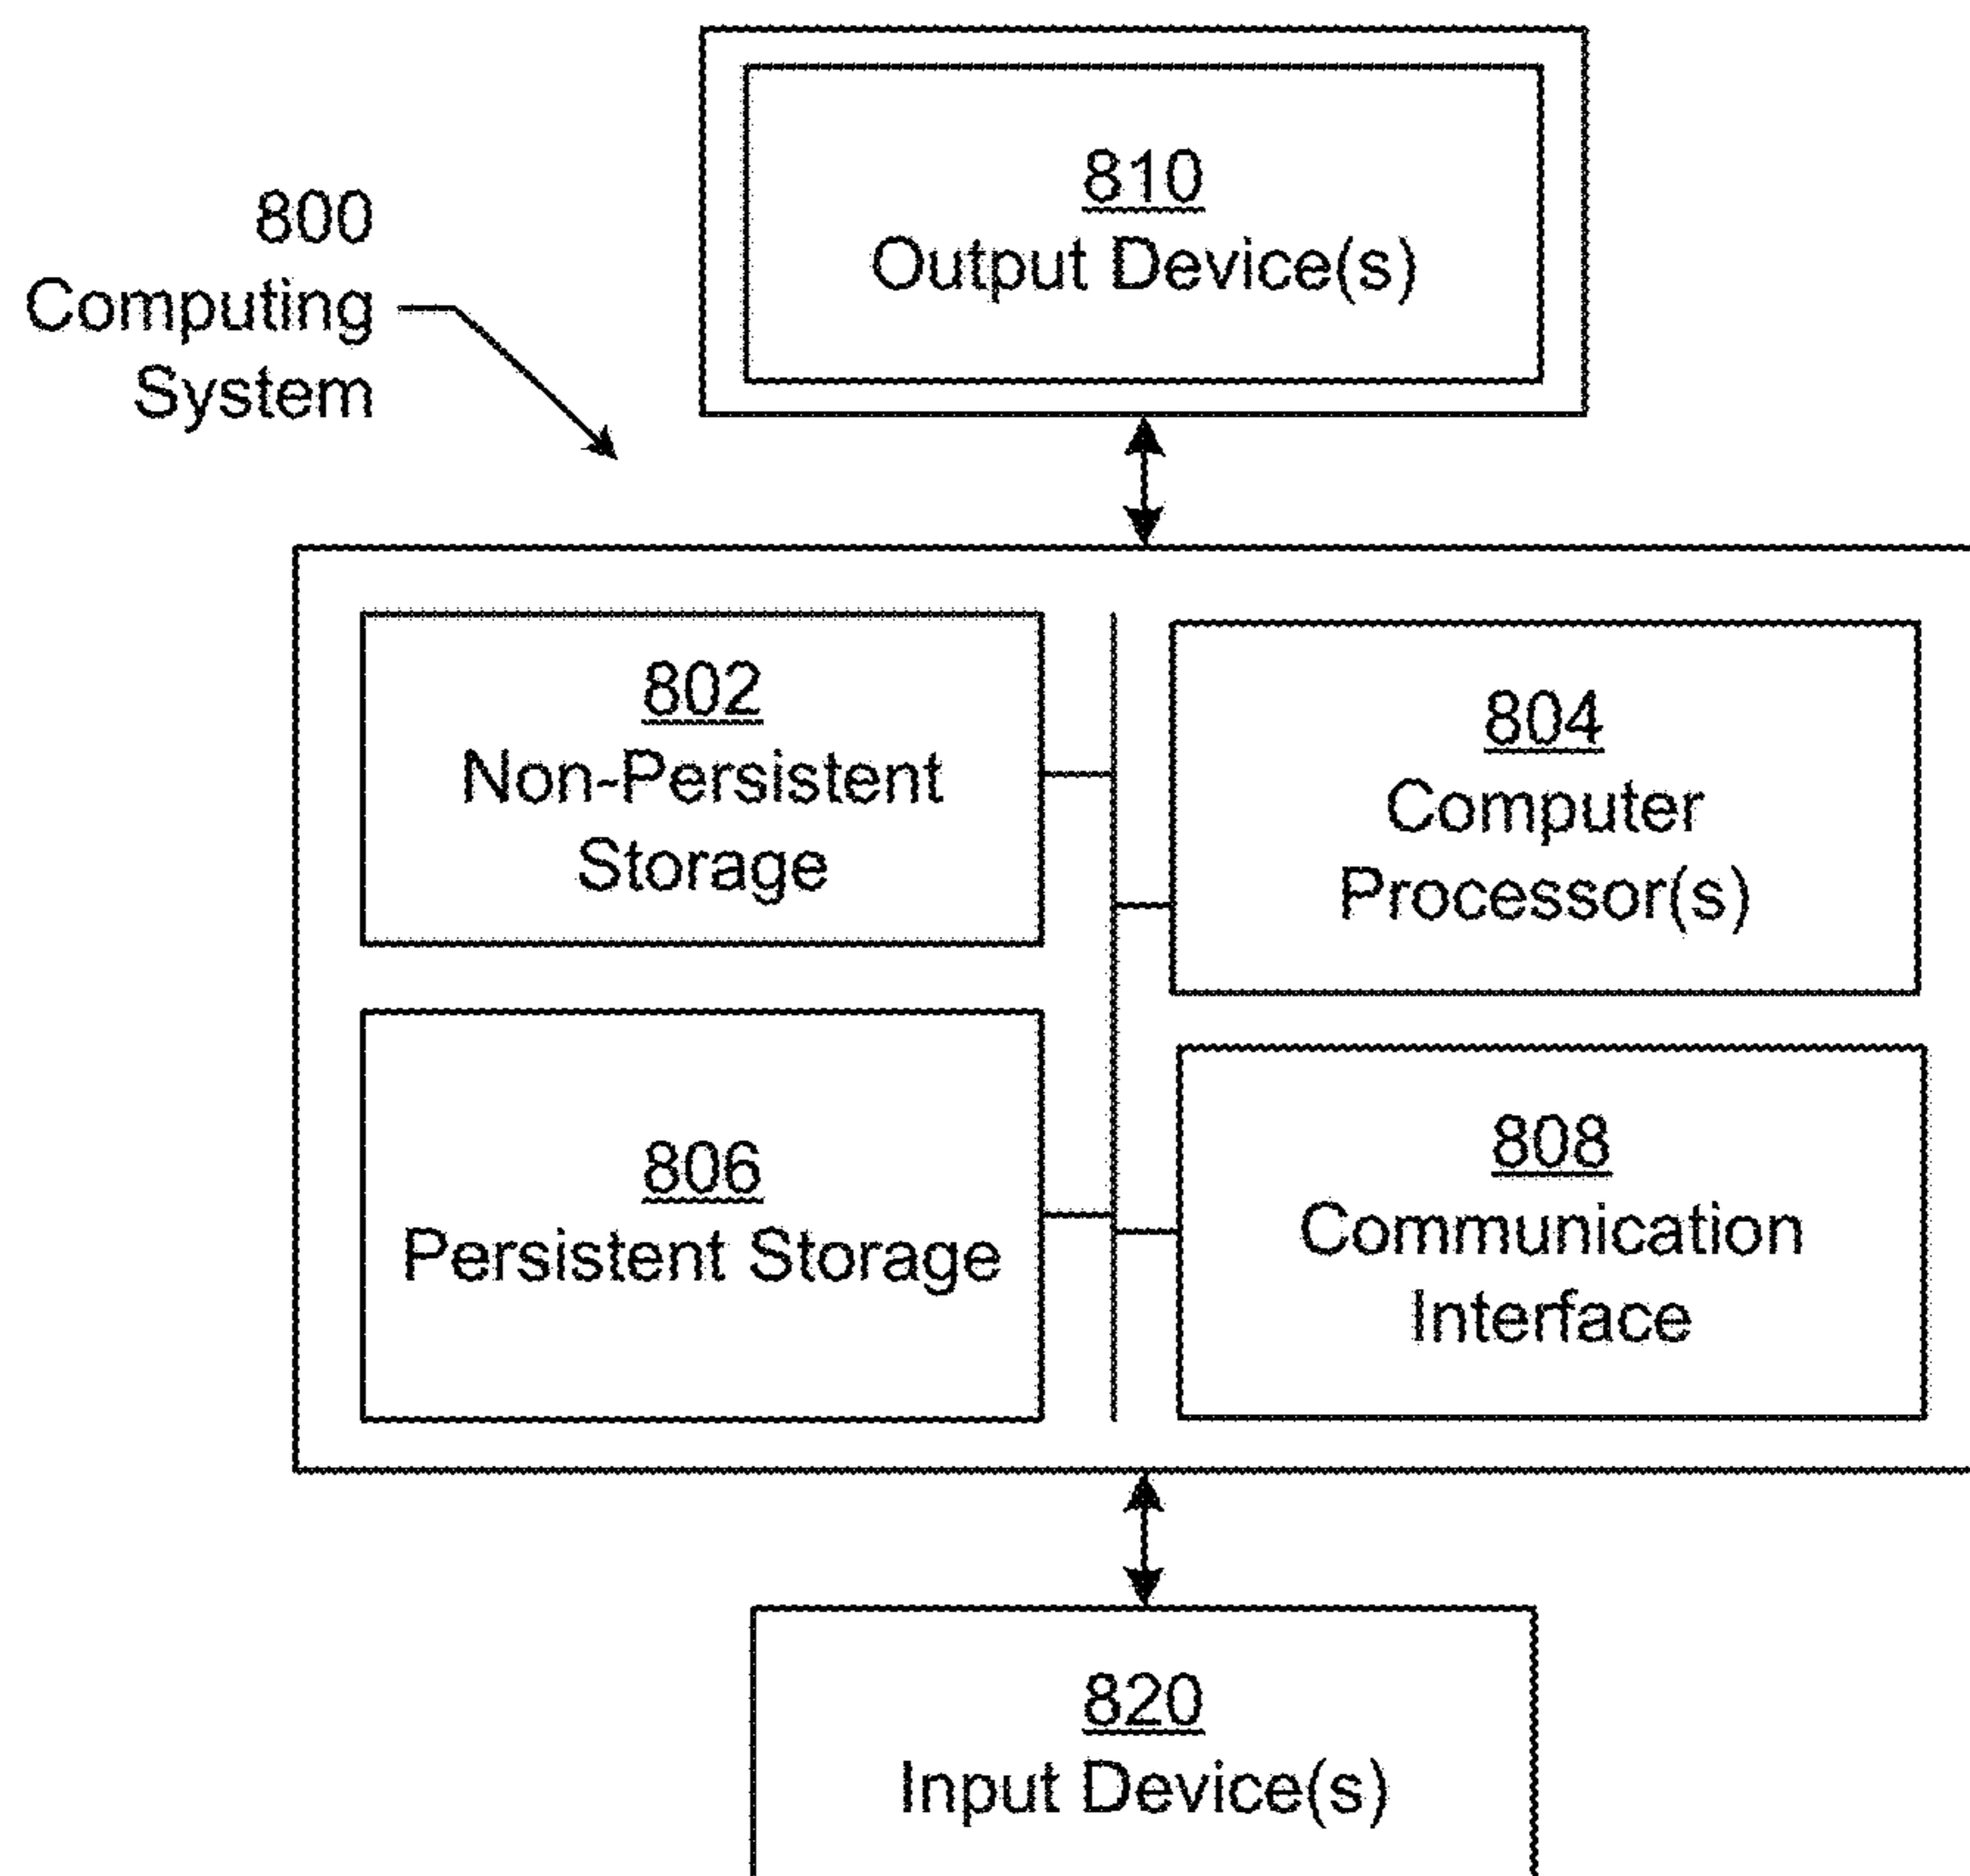 810
Output Device(s)
800
Computing
System
802
Non-Persistent
Storage
804
Computer
Processor(s)
806
Persistent Storage
808
Communication
Interface
820
Input Device(s)